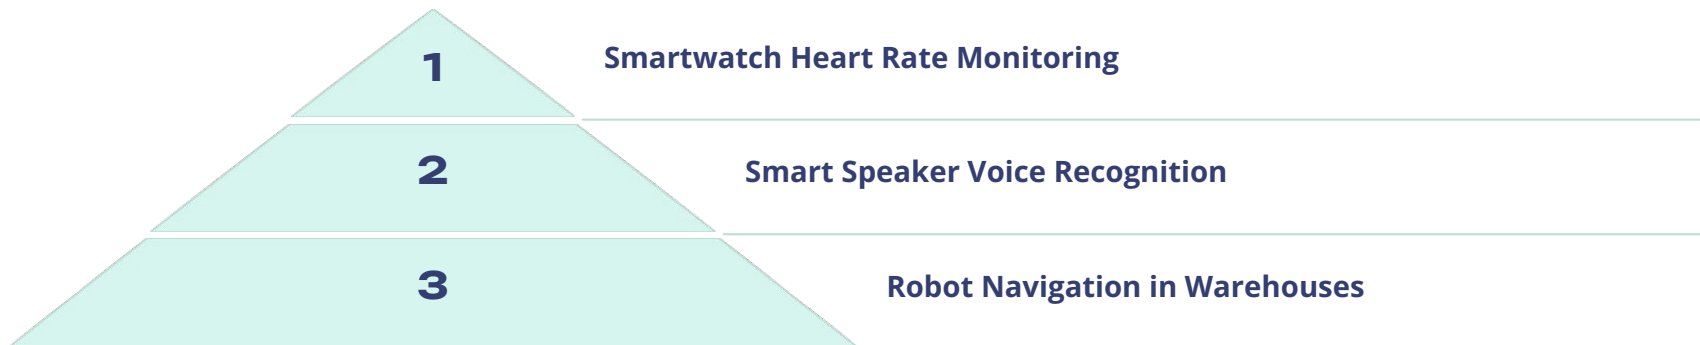 1
Smartwatch Heart Rate Monitoring
2
Smart Speaker Voice Recognition
3
Robot Navigation in Warehouses